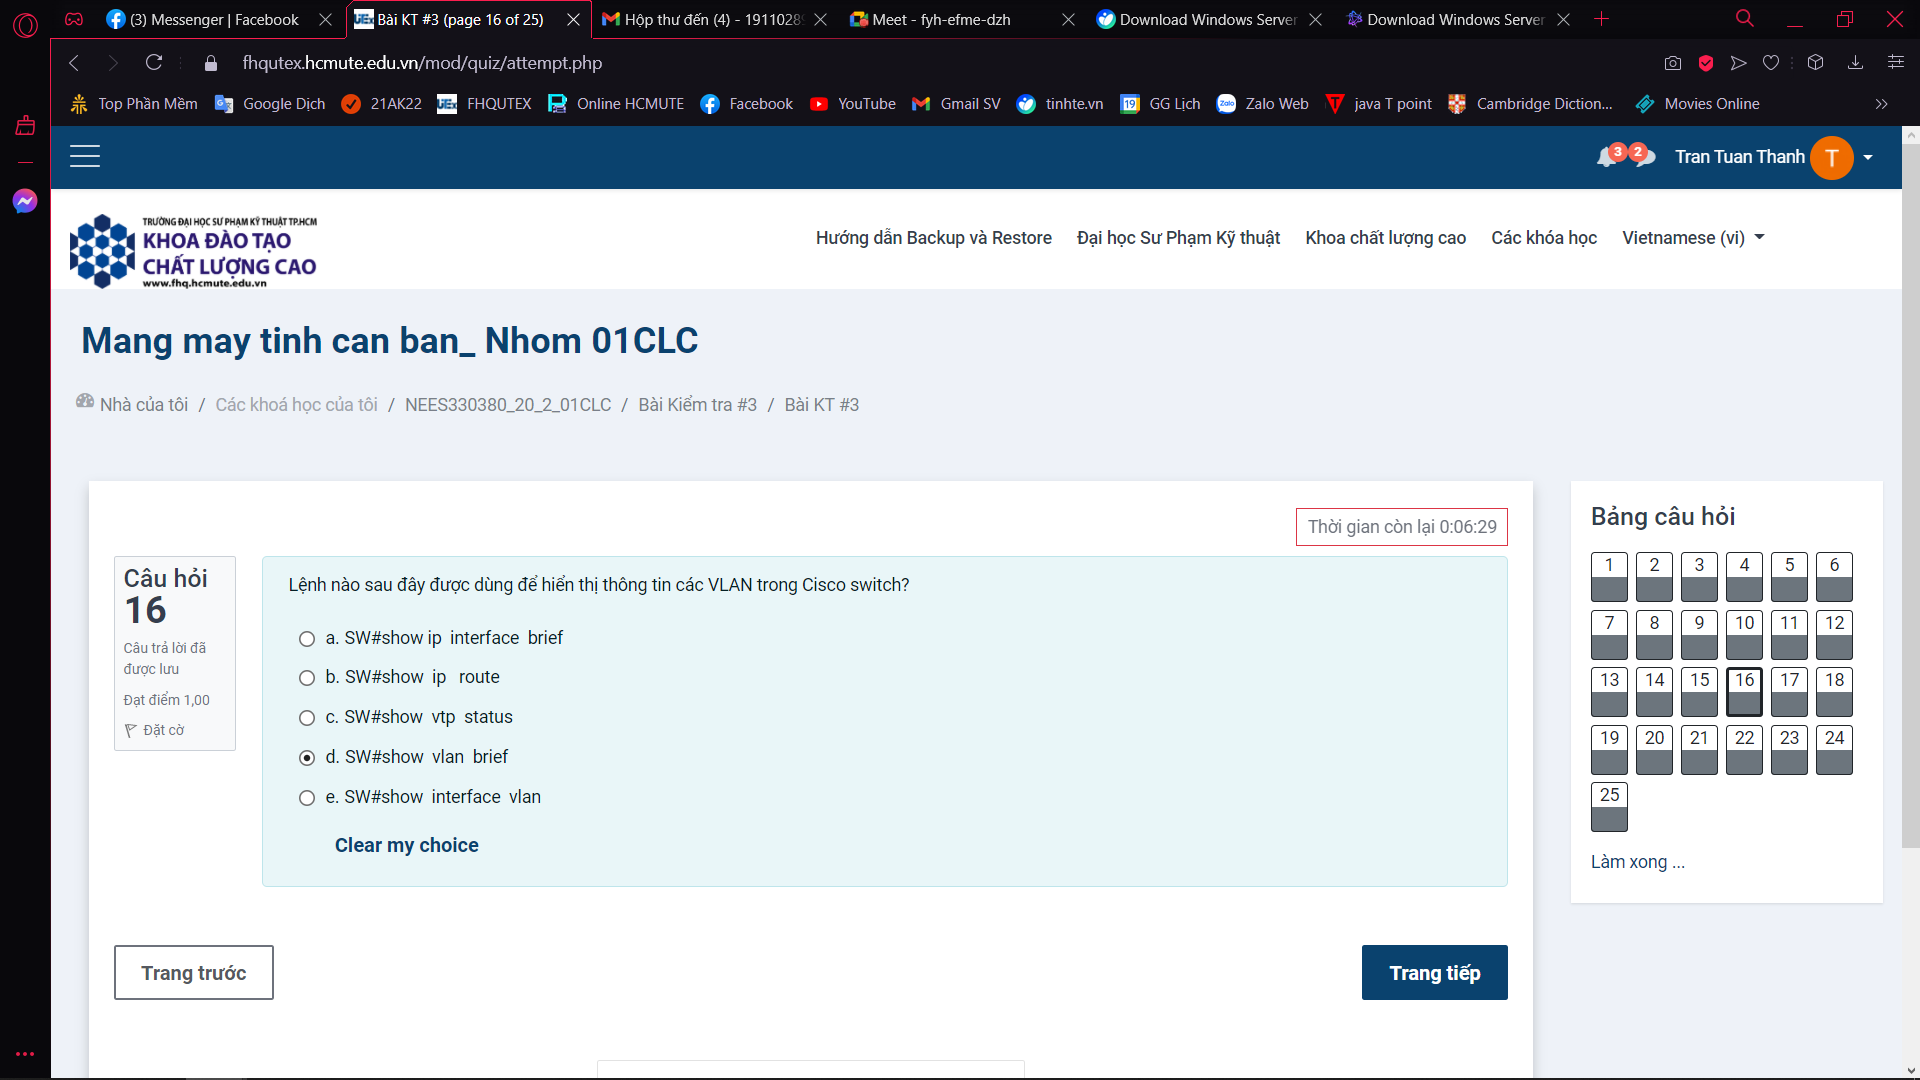 (3) Messenger | Facebook
Bài KT #3 (page 16 of 25)
Hộp thư đến (4) - 1911028
Meet - fyh-efme-dzh
Download Windows Server
Download Windows Server
fhqutex.hcmute.edu.vn/mod/quiz/attempt.php
Top Phần Mềm
Google Dịch
21AK22
UTEx
FHQUTEX
Online HCMUTE
Facebook
YouTube
Gmail SV
tinhte.vn
19
GG Lịch
Zalo
Zalo Web
java T point
Cambridge Diction...
Movies Online
3
2
Tran Tuan Thanh
T
TRƯỜNG ĐẠI HỌC SƯ PHẠM KỸ THUẬT TP.HCM
KHOA ĐÀO TẠO
CHẤT LƯỢNG CAO
www.fhq.hcmute.edu.vn
Hướng dẫn Backup và Restore
Đại học Sư Phạm Kỹ thuật
Khoa chất lượng cao
Các khóa học
Vietnamese (vi)
Mang may tinh can ban_ Nhom 01CLC
Nhà của tôi / Các khoá học của tôi / NEES330380_20_2_01CLC / Bài Kiểm tra #3 / Bài KT #3
Thời gian còn lại 0:06:29
Câu hỏi
16
Câu trả lời đã
được lưu
Đạt điểm 1,00
Đặt cờ
Lệnh nào sau đây được dùng để hiển thị thông tin các VLAN trong Cisco switch?
a. SW#show ip interface brief
b. SW#show ip route
c. SW#show vtp status
d. SW#show vlan brief
e. SW#show interface vlan
Clear my choice
Trang trước
Trang tiếp
Bảng câu hỏi
1 2 3 4 5 6
7 8 9 10 11 12
13 14 15 16 17 18
19 20 21 22 23 24
25
Làm xong ...